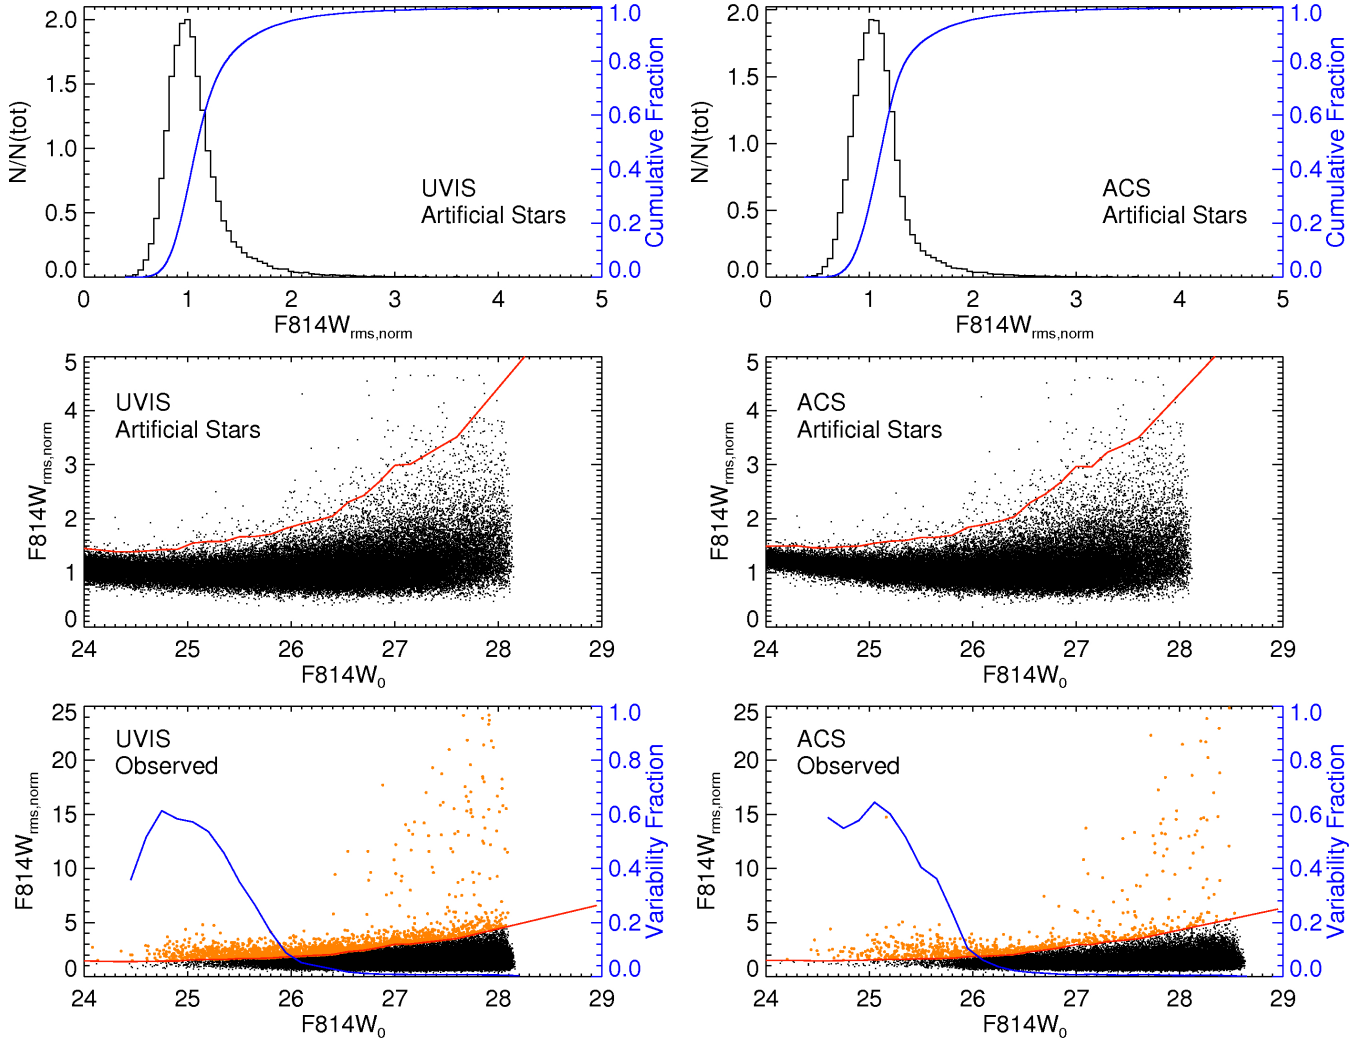 2.0
1.5
1.0
0.5
0.0
N/N(tot)
0 1 2 3 4 5
F814Wrms,norm
1.0
0.8
0.6
0.4
0.2
0.0
Cumulative Fraction
UVIS
Artificial Stars
2.0
1.5
1.0
0.5
0.0
N/N(tot)
0 1 2 3 4 5
F814Wrms,norm
1.0
0.8
0.6
0.4
0.2
0.0
Cumulative Fraction
ACS
Artificial Stars
5
4
3
2
1
0
F814Wrms,norm
UVIS
Artificial Stars
24 25 26 27 28 29
F814W0
5
4
3
2
1
0
F814Wrms,norm
ACS
Artificial Stars
24 25 26 27 28 29
F814W0
25
20
15
10
5
0
F814Wrms,norm
UVIS
Observed
1.0
0.8
0.6
0.4
0.2
0.0
Variability Fraction
24 25 26 27 28 29
F814W0
25
20
15
10
5
0
F814Wrms,norm
ACS
Observed
1.0
0.8
0.6
0.4
0.2
0.0
Variability Fraction
24 25 26 27 28 29
F814W0